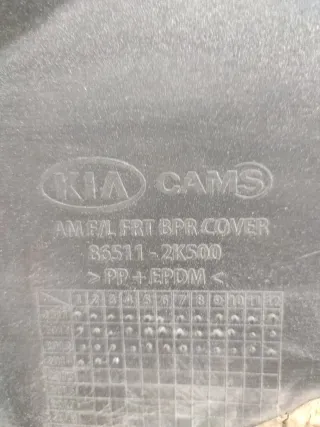 KIA CAMS
AM F/L FRT BPR COVER
86511-2K500
> PP + EPDM <
1 2 3 4 5 6 7 8 9 10 11 12